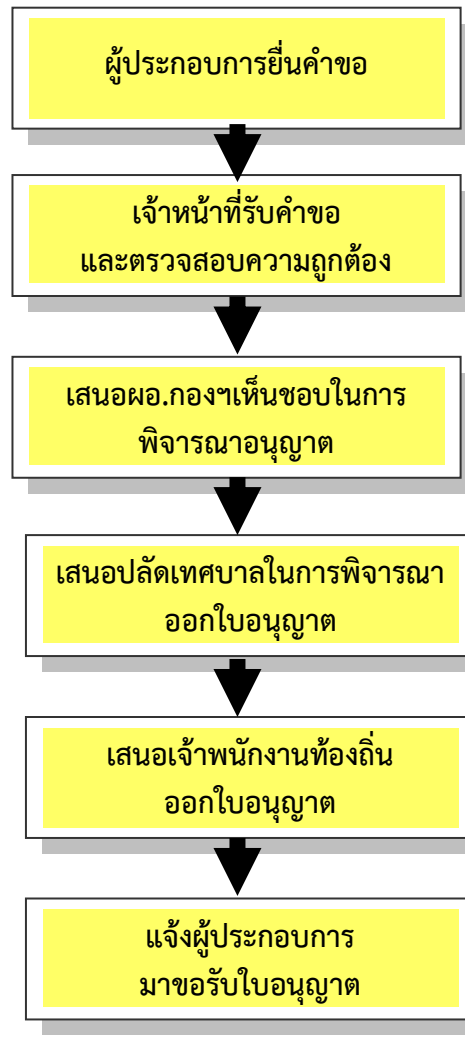 ผู้ประกอบการยื่นคำขอ
เจ้าหน้าที่รับคำขอ
และตรวจสอบความถูกต้อง
เสนอผอ.กองฯเห็นชอบในการ
พิจารณาอนุญาต
เสนอปลัดเทศบาลในการพิจารณา
ออกใบอนุญาต
เสนอเจ้าพนักงานท้องถิ่น
ออกใบอนุญาต
แจ้งผู้ประกอบการ
มาขอรับใบอนุญาต